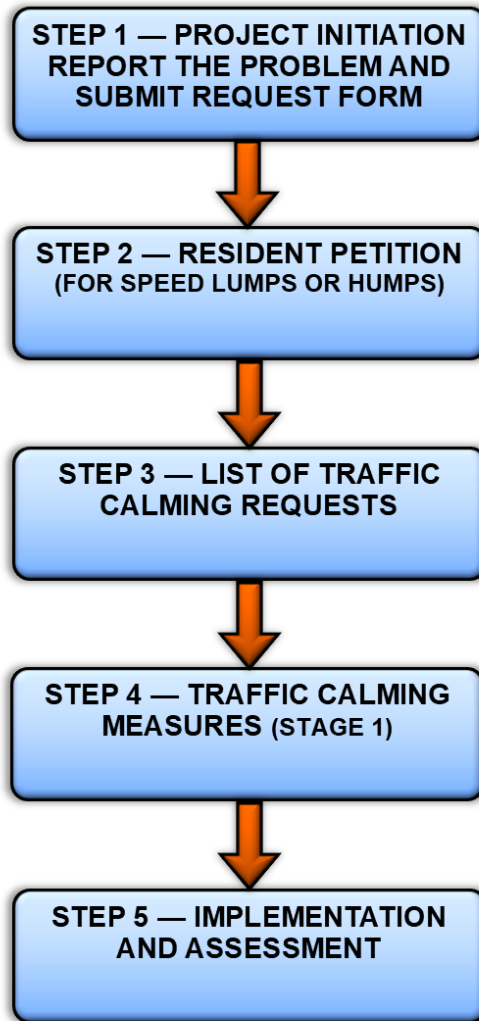 STEP 1 — PROJECT INITIATION
REPORT THE PROBLEM AND
SUBMIT REQUEST FORM
STEP 2 — RESIDENT PETITION
(FOR SPEED LUMPS OR HUMPS)
STEP 3 — LIST OF TRAFFIC
CALMING REQUESTS
STEP 4 — TRAFFIC CALMING
MEASURES (STAGE 1)
STEP 5 — IMPLEMENTATION
AND ASSESSMENT